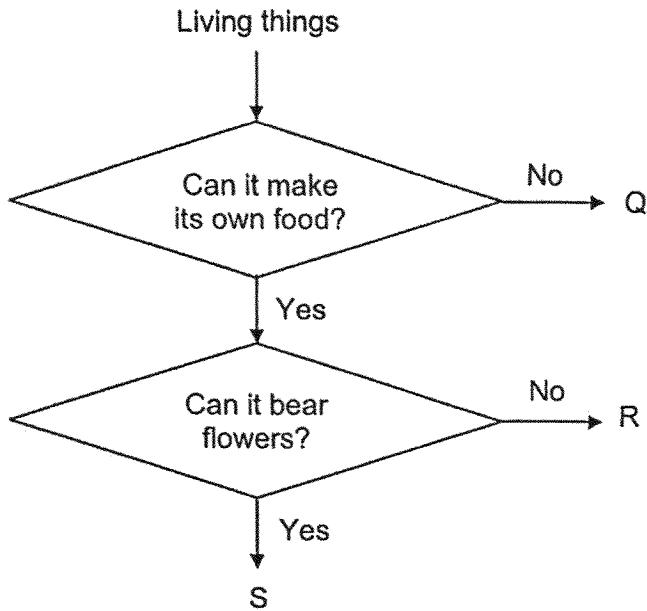 Living things
Can it make
its own food?
No
Q
Yes
Can it bear
flowers?
No
R
Yes
S